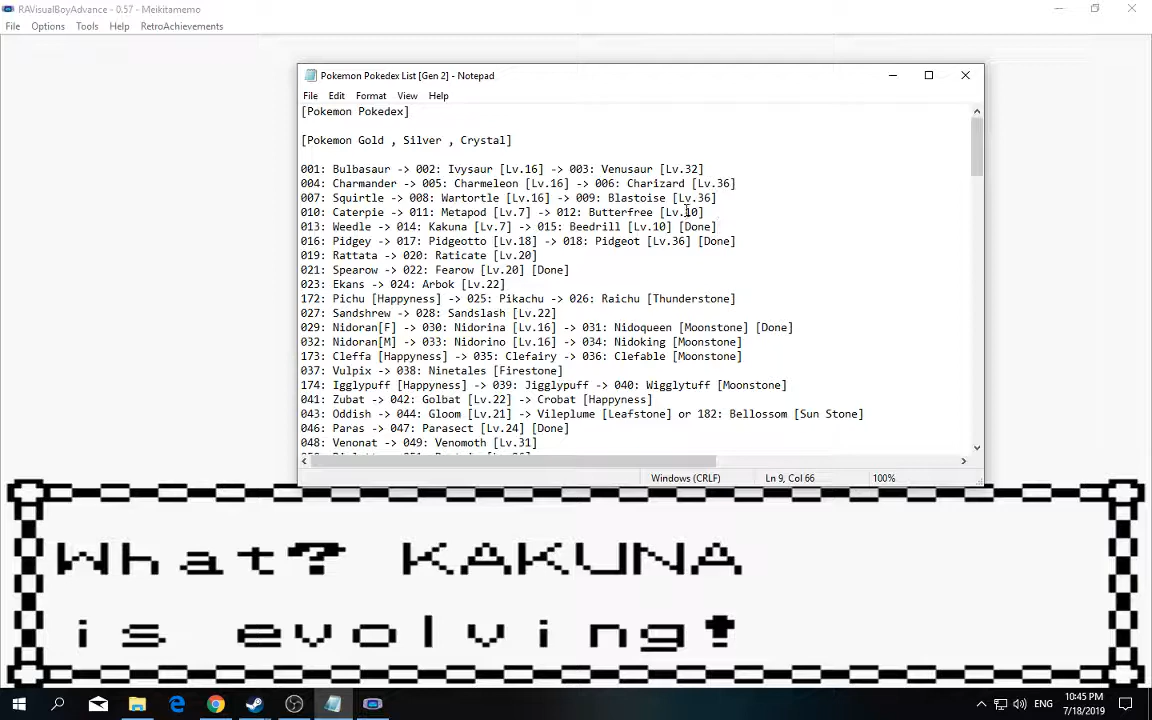 RAVisualBoyAdvance - 0.57 - Meikitamemo
File Options Tools Help RetroAchievements
Pokemon Pokedex List [Gen 2] - Notepad
File Edit Format View Help
[Pokemon Pokedex]
[Pokemon Gold , Silver , Crystal]
001: Bulbasaur -> 002: Ivysaur [Lv.16] -> 003: Venusaur [Lv.32]
004: Charmander -> 005: Charmeleon [Lv.16] -> 006: Charizard [Lv.36]
007: Squirtle -> 008: Wartortle [Lv.16] -> 009: Blastoise [Lv.36]
010: Caterpie -> 011: Metapod [Lv.7] -> 012: Butterfree [Lv.10]
013: Weedle -> 014: Kakuna [Lv.7] -> 015: Beedrill [Lv.10] [Done]
016: Pidgey -> 017: Pidgeotto [Lv.18] -> 018: Pidgeot [Lv.36] [Done]
019: Rattata -> 020: Raticate [Lv.20]
021: Spearow -> 022: Fearow [Lv.20] [Done]
023: Ekans -> 024: Arbok [Lv.22]
172: Pichu [Happyness] -> 025: Pikachu -> 026: Raichu [Thunderstone]
027: Sandshrew -> 028: Sandslash [Lv.22]
029: Nidoran[F] -> 030: Nidorina [Lv.16] -> 031: Nidoqueen [Moonstone] [Done]
032: Nidoran[M] -> 033: Nidorino [Lv.16] -> 034: Nidoking [Moonstone]
173: Cleffa [Happyness] -> 035: Clefairy -> 036: Clefable [Moonstone]
037: Vulpix -> 038: Ninetales [Firestone]
174: Igglypuff [Happyness] -> 039: Jigglypuff -> 040: Wigglytuff [Moonstone]
041: Zubat -> 042: Golbat [Lv.22] -> Crobat [Happyness]
043: Oddish -> 044: Gloom [Lv.21] -> Vileplume [Leafstone] or 182: Bellossom [Sun Stone]
046: Paras -> 047: Parasect [Lv.24] [Done]
048: Venonat -> 049: Venomoth [Lv.31]
Windows (CRLF) Ln 9, Col 66 100%
What? KAKUNA
is evolving!
ENG
10:45 PM
7/18/2019